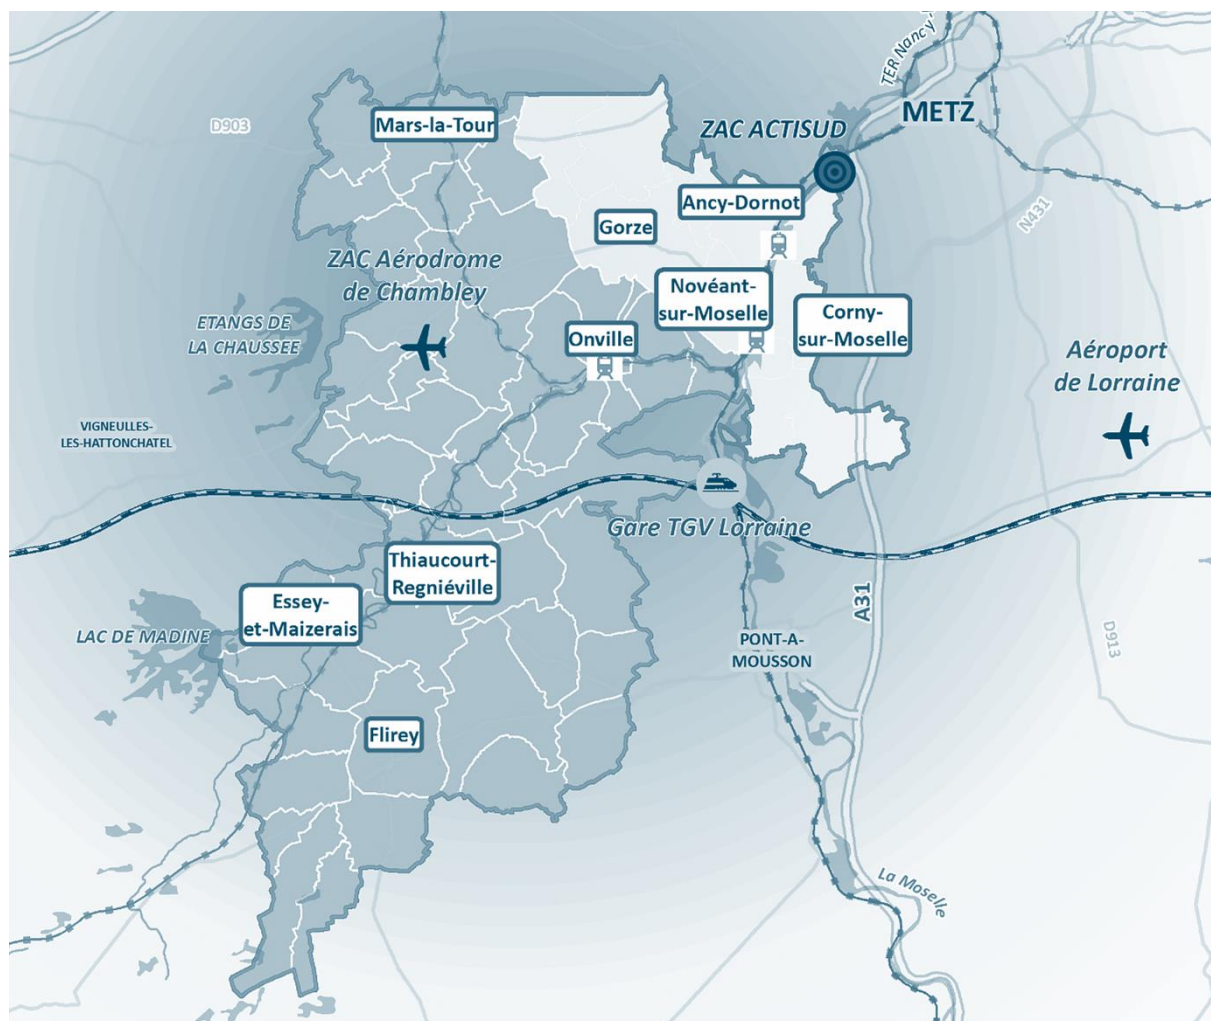 TER Nancy-
METZ
Mars-la-Tour
D903
ZAC ACTISUD
Ancy-Dornot
N431
Gorze
ZAC Aérodrome
de Chambley
Novéant-
sur-Moselle
Corny-
sur-Moselle
ETANGS DE
LA CHAUSSEE
Onville
Aéroport
de Lorraine
VIGNEULLES-
LES-HATTONCHATEL
Gare TGV Lorraine
Thiaucourt-
Regniéville
Essey-
et-Maizerais
A31
LAC DE MADINE
PONT-A-
MOUSSON
D913
Flirey
La Moselle